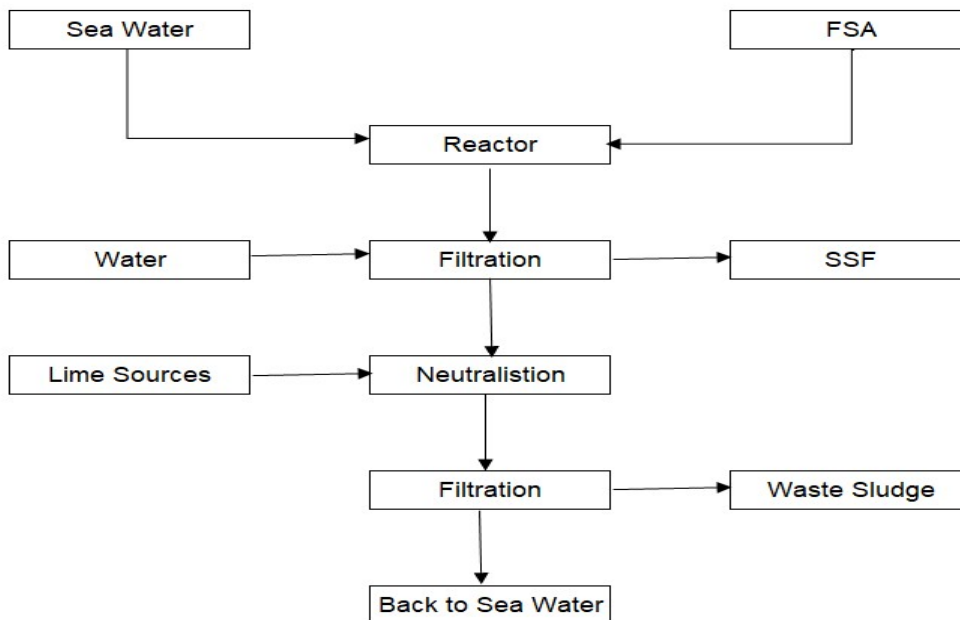 Sea Water
FSA
Reactor
Water
Filtration
SSF
Lime Sources
Neutralistion
Filtration
Waste Sludge
Back to Sea Water